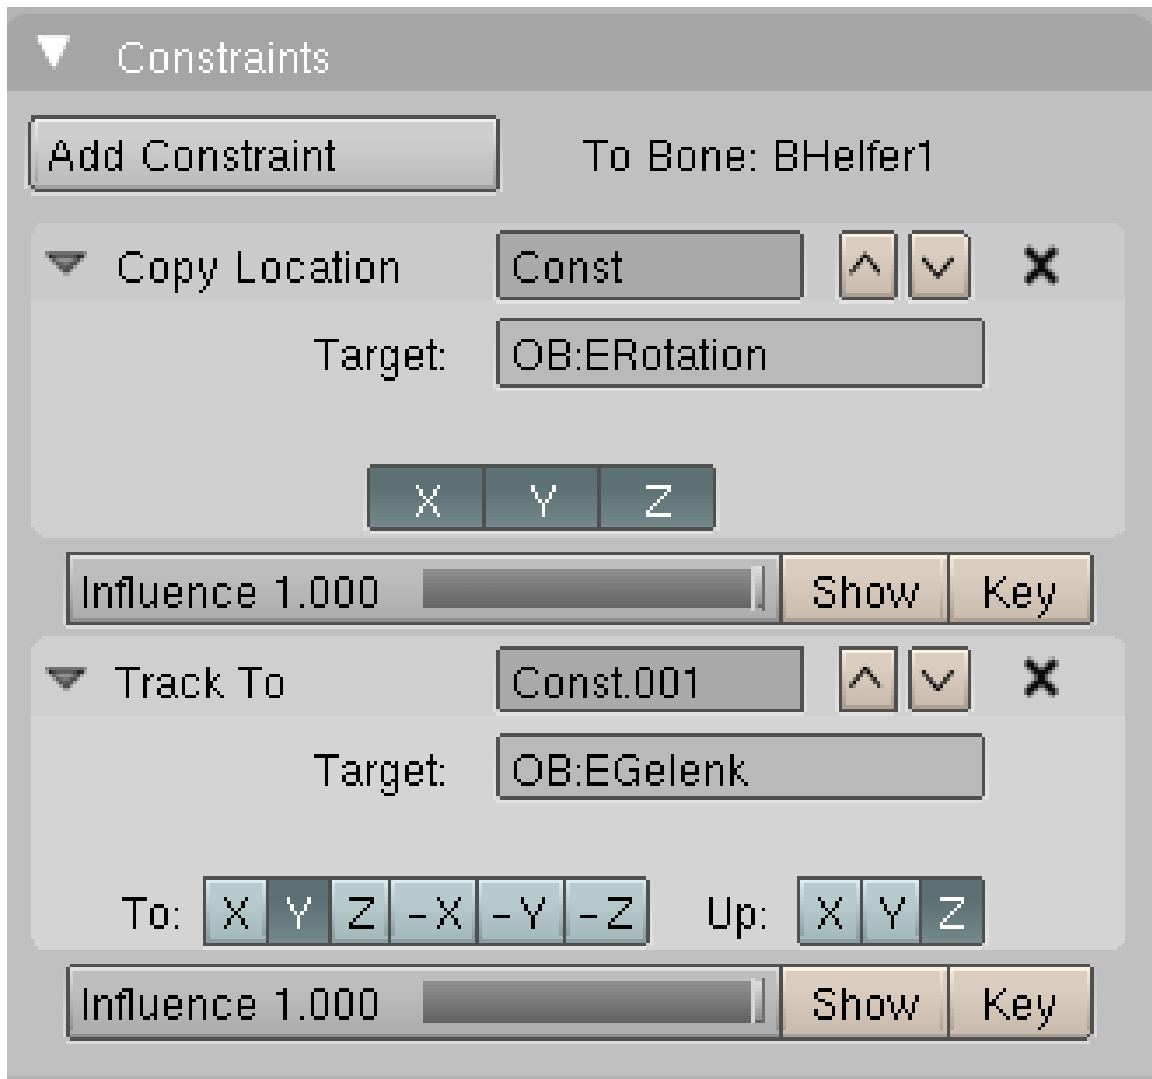 Constraints
Add Constraint To Bone: BHelfer1
Copy Location Const
Target: OB:ERotation
X Y Z
Influence 1.000 Show Key
Track To Const.001
Target: OB:EGelenk
To: X Y Z -X -Y -Z Up: X Y Z
Influence 1.000 Show Key